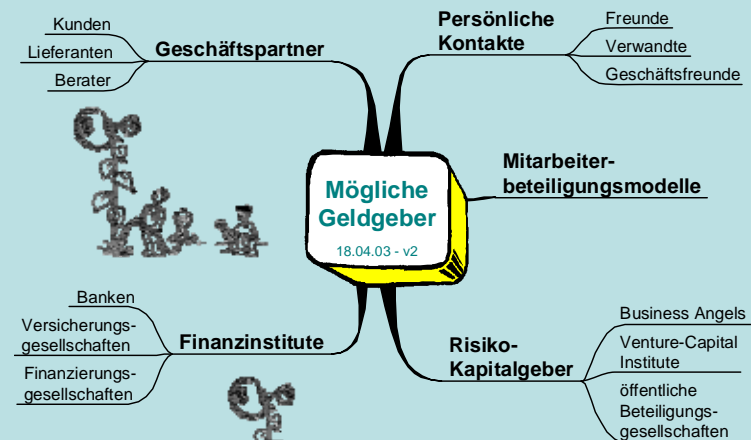 Kunden
Lieferanten
Berater
Geschäftspartner
Persönliche
Kontakte
Freunde
Verwandte
Geschäftsfreunde
Mögliche
Geldgeber
18.04.03 - v2
Mitarbeiter-
beteiligungsmodelle
Banken
Versicherungs-
gesellschaften
Finanzierungs-
gesellschaften
Finanzinstitute
Risiko-
Kapitalgeber
Business Angels
Venture-Capital
Institute
öffentliche
Beteiligungs-
gesellschaften